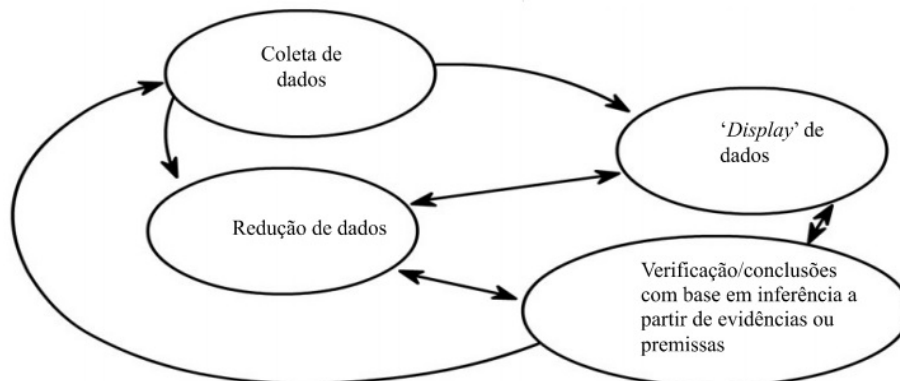 Coleta de
dados
‘Display’ de
dados
Redução de dados
Verificação/conclusões
com base em inferência a
partir de evidências ou
premissas